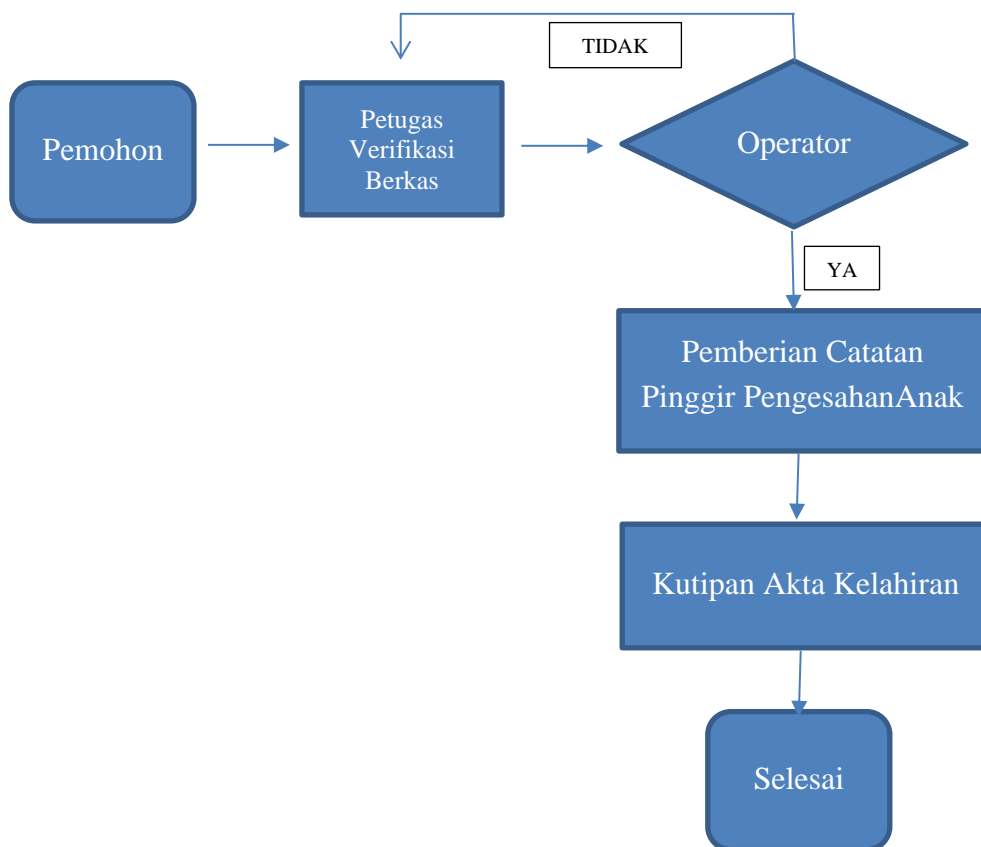 TIDAK
Pemohon
Petugas
Verifikasi
Berkas
Operator
YA
Pemberian Catatan
Pinggir PengesahanAnak
Kutipan Akta Kelahiran
Selesai